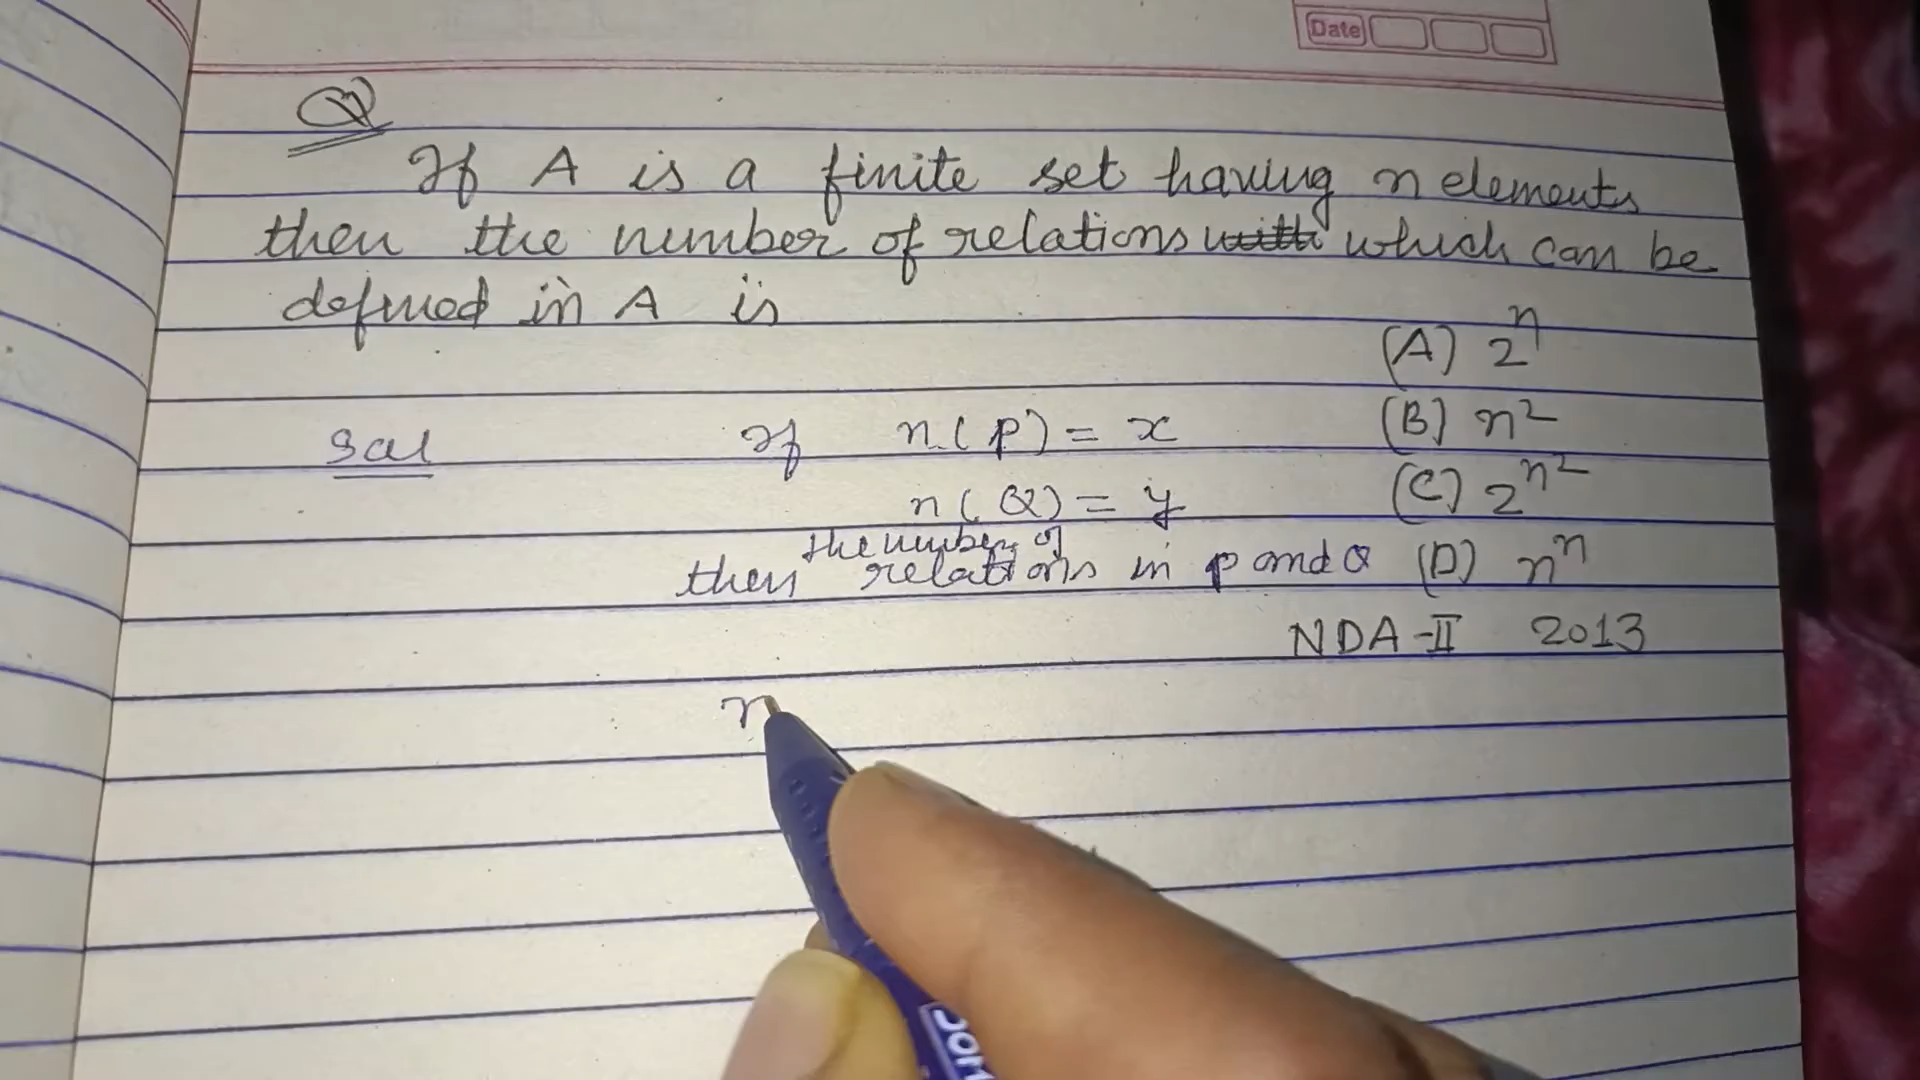 Date
Q
If A is a finite set having n elements
then the number of relations which can be
defined in A is
(A) 2^n
(B) n^2
(C) 2^n^2
(D) n^n
NDA-II 2013
Sol If n(P) = x
n(Q) = y
then the number of relations in P and Q
n